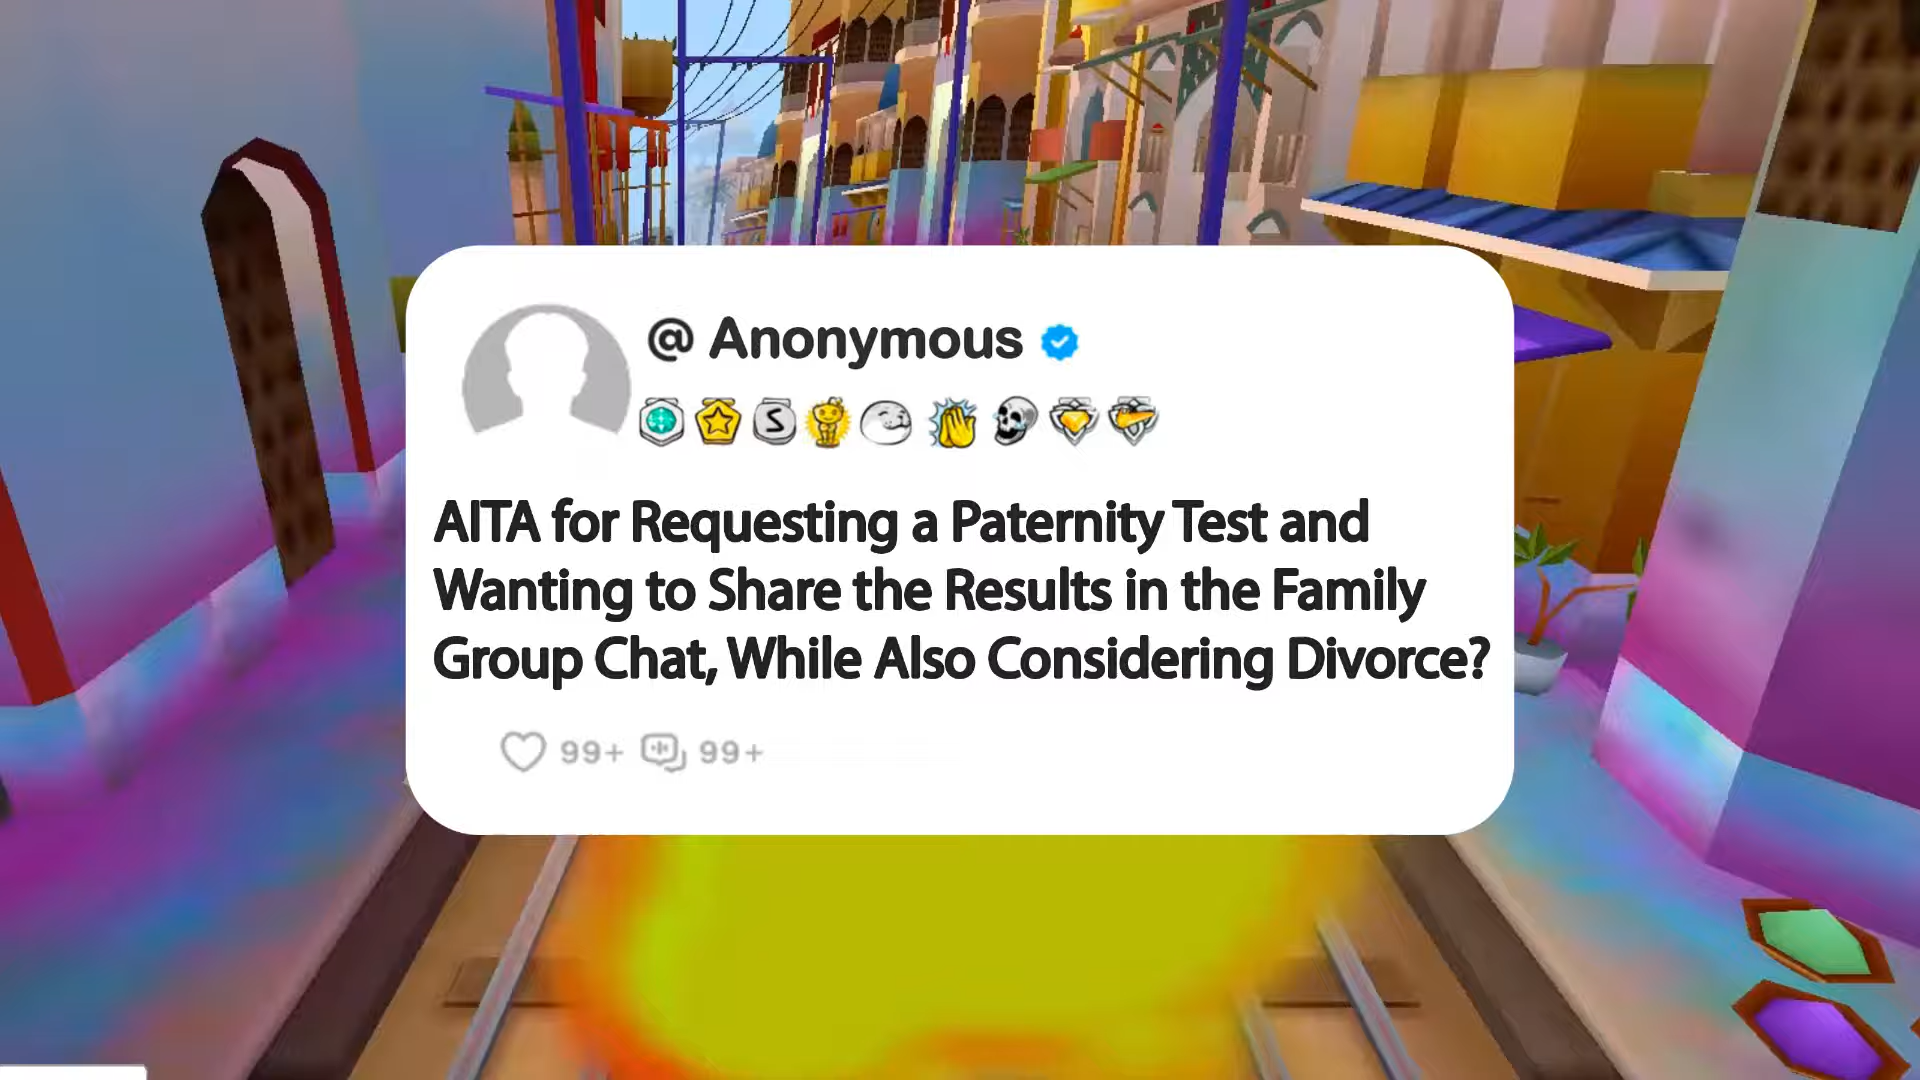 @ Anonymous
AITA for Requesting a Paternity Test and
Wanting to Share the Results in the Family
Group Chat, While Also Considering Divorce?
99+ 99+